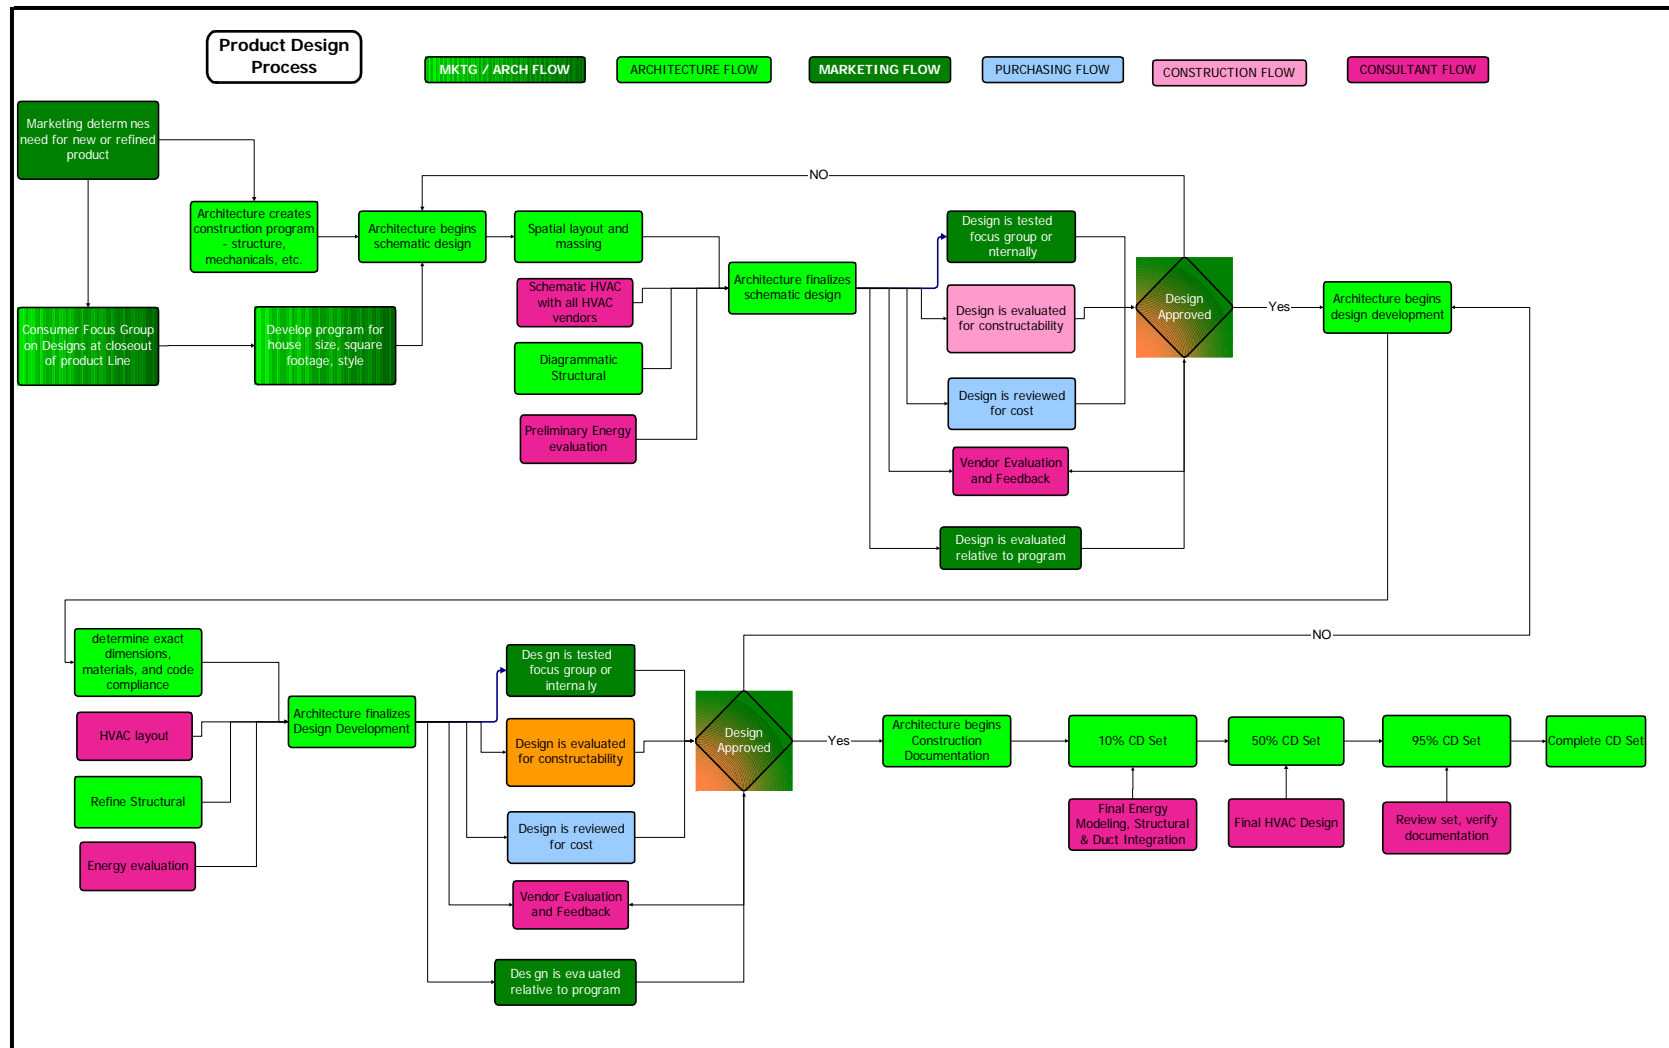 Product Design
Process
MKTG / ARCH FLOW
ARCHITECTURE FLOW
MARKETING FLOW
PURCHASING FLOW
CONSTRUCTION FLOW
CONSULTANT FLOW
Marketing determ nes
need for new or refined
product
NO
Architecture creates
construction program
- structure,
mechanicals, etc.
Architecture begins
schematic design
Spatial layout and
massing
Design is tested
focus group or
nternally
Schematic HVAC
with all HVAC
vendors
Architecture finalizes
schematic design
Design is evaluated
for constructability
Design
Approved
Yes
Architecture begins
design development
Consumer Focus Group
on Designs at closeout
of product Line
Develop program for
house size, square
footage, style
Diagrammatic
Structural
Design is reviewed
for cost
Preliminary Energy
evaluation
Vendor Evaluation
and Feedback
Design is evaluated
relative to program
NO
determine exact
dimensions,
materials, and code
compliance
Des gn is tested
focus group or
interna ly
HVAC layout
Architecture finalizes
Design Development
Design is evaluated
for constructability
Design
Approved
Yes
Architecture begins
Construction
Documentation
10% CD Set
50% CD Set
95% CD Set
Complete CD Set
Refine Structural
Design is reviewed
for cost
Final Energy
Modeling, Structural
& Duct Integration
Final HVAC Design
Review set, verify
documentation
Energy evaluation
Vendor Evaluation
and Feedback
Des gn is eva uated
relative to program